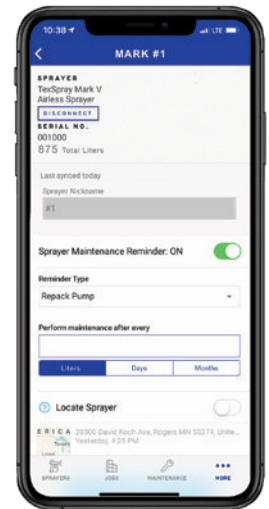 10:38
LTE
MARK #1
SPRAYER
TexSpray Mark V
Airless Sprayer
DISCONNECT
SERIAL NO.
001000
875 Total Liters
Last synced today
Sprayer Nickname
#1
Sprayer Maintenance Reminder: ON
Reminder Type
Repack Pump
Perform maintenance after every
Liters Days Months
Locate Sprayer
20500 David Koch Ave, Rogers MN 55374, Unite...
Yesterday, 4:25 PM
SPRAYERS JOBS MAINTENANCE MORE